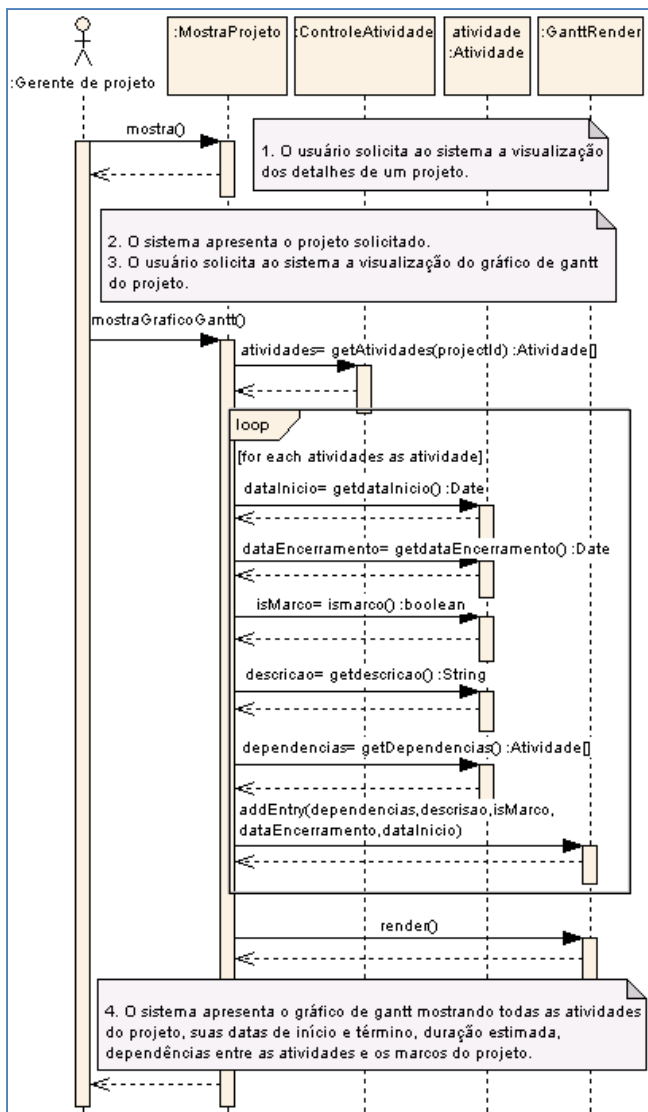 :Gerente de projeto
:MostraProjeto
:ControleAtividade
atividade
:Atividade
:GanttRender
mostra()
1. O usuário solicita ao sistema a visualização
dos detalhes de um projeto.
2. O sistema apresenta o projeto solicitado.
3. O usuário solicita ao sistema a visualização do gráfico de gantt
do projeto.
mostraGraficoGantt()
atividades= getAtividades(projectId) :Atividade[]
loop
[for each atividades as atividade]
dataInicio= getdataInicio() :Date
dataEncerramento= getdataEncerramento() :Date
isMarco= ismarco() :boolean
descricao= getdescricao() :String
dependencias= getDependencias() :Atividade[]
addEntry(dependencias,descrisao,isMarco,
dataEncerramento,dataInicio)
render()
4. O sistema apresenta o gráfico de gantt mostrando todas as atividades
do projeto, suas datas de início e término, duração estimada,
dependências entre as atividades e os marcos do projeto.